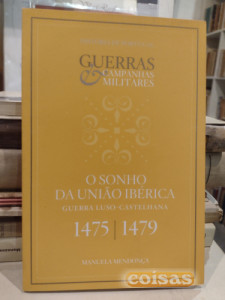 GUERRAS
& CAMPANHAS
MILITARES
O SONHO
DA UNIÃO IBÉRICA
GUERRA LUSO-CASTELHANA
1475 | 1479
MANUELA MENDONÇA
coisas